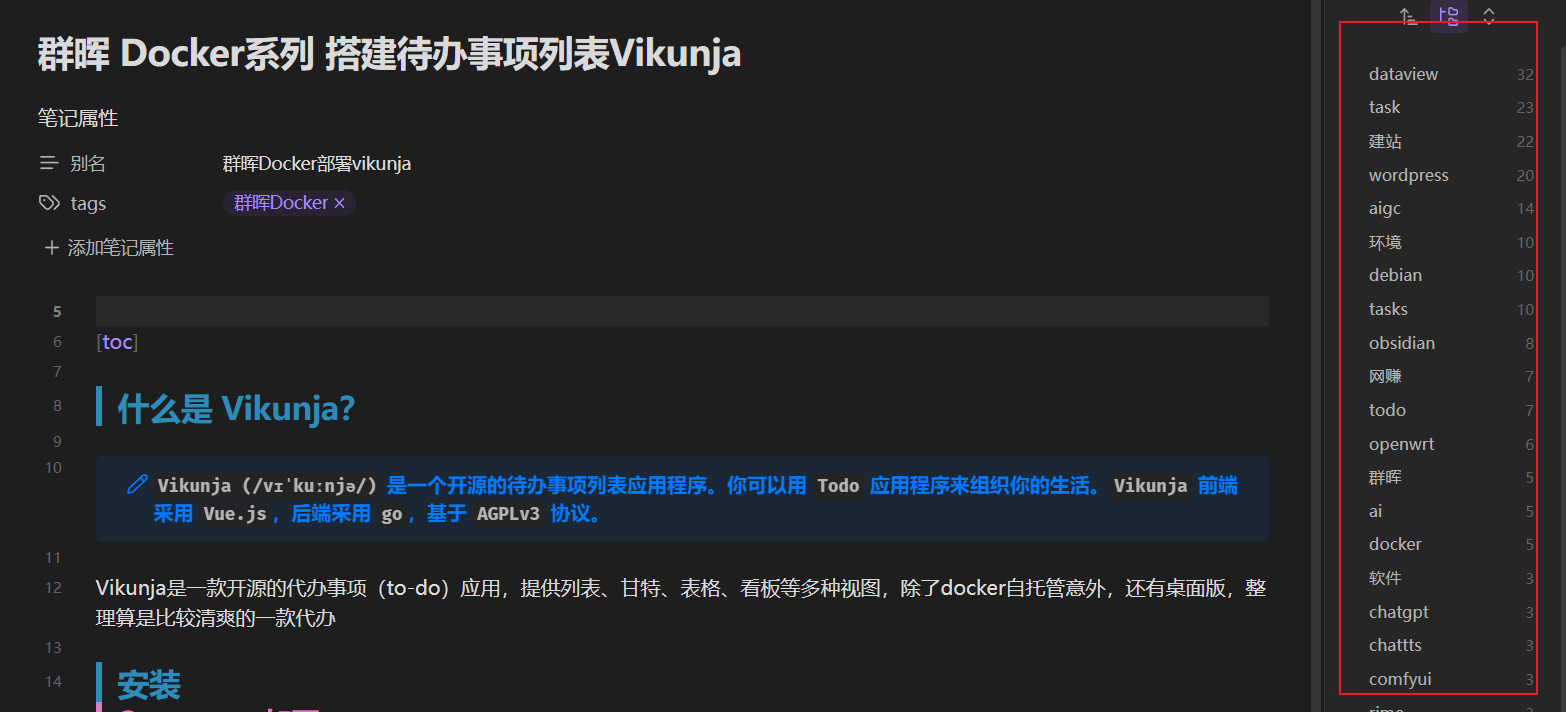 群晖 Docker系列 搭建待办事项列表Vikunja
笔记属性
别名 群晖Docker部署vikunja
tags 群晖Docker ×
+ 添加笔记属性
5
6 [toc]
7
8 什么是 Vikunja？
9
10 Vikunja (/vɪˈkuːnjə/) 是一个开源的待办事项列表应用程序。你可以用 Todo 应用程序来组织你的生活。 Vikunja 前端
采用 Vue.js，后端采用 go，基于 AGPLv3 协议。
11
12 Vikunja是一款开源的代办事项（to-do）应用，提供列表、甘特、表格、看板等多种视图，除了docker自托管意外，还有桌面版，整
理算是比较清爽的一款代办
13
14 安装
dataview 32
task 23
建站 22
wordpress 20
aigc 14
环境 10
debian 10
tasks 10
obsidian 8
网赚 7
todo 7
openwrt 6
群晖 5
ai 5
docker 5
软件 3
chatgpt 3
chattts 3
comfyui 3